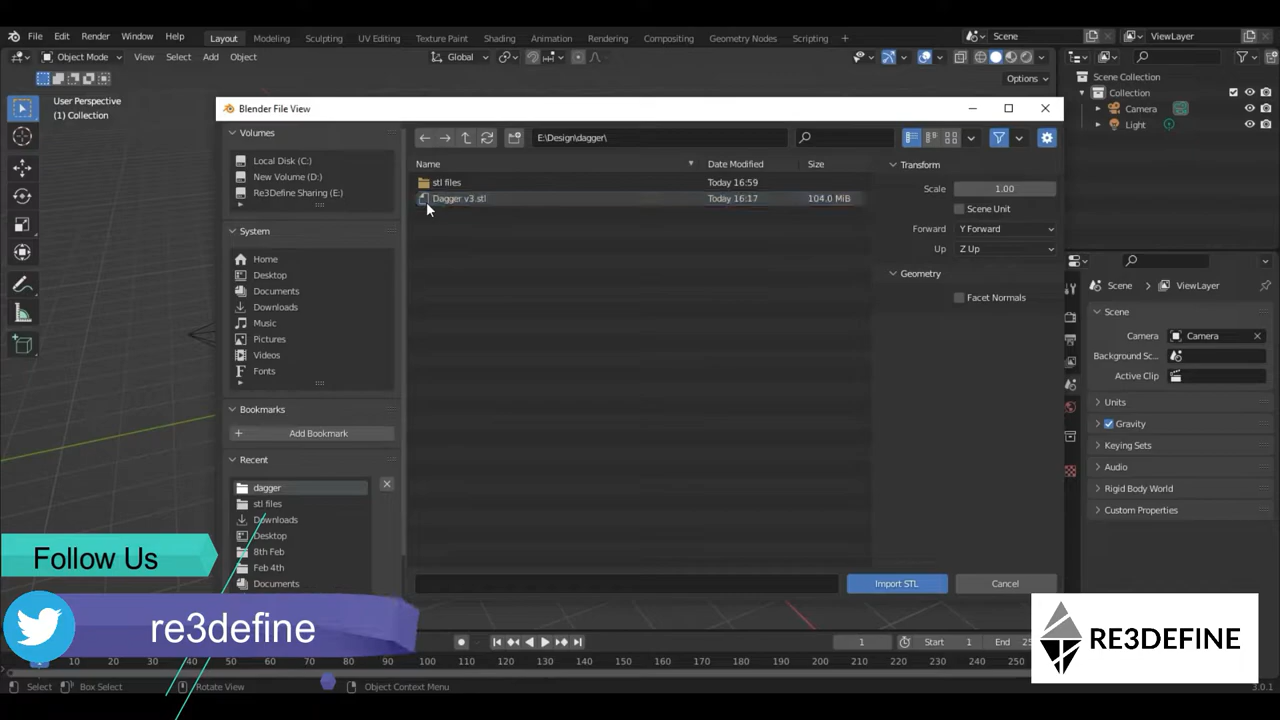 File Edit Render Window Help Layout Modeling Sculpting UV Editing Texture Paint Shading Animation Rendering Compositing Geometry Nodes Scripting + Scene ViewLayer
Object Mode View Select Add Object Global
Options
User Perspective
(1) Collection
Scene Collection
Collection
Camera
Light
Blender File View
Volumes
Local Disk (C:)
New Volume (D:)
Re3Define Sharing (E:)
System
Home
Desktop
Documents
Downloads
Music
Pictures
Videos
Fonts
Bookmarks
Add Bookmark
Recent
dagger
stl files
Downloads
Desktop
8th Feb
Feb 4th
Documents
E:\Design\dagger\
Name Date Modified Size
stl files Today 16:59
Dagger v3.stl Today 16:17 104.0 MiB
Transform
Scale 1.00
Scene Unit
Forward Y Forward
Up Z Up
Geometry
Facet Normals
Import STL Cancel
Scene ViewLayer
Scene
Camera Camera
Background Sc...
Active Clip
Units
Gravity
Keying Sets
Audio
Rigid Body World
Custom Properties
Follow Us
re3define
RE3DEFINE
1 Start 1 End 25
10 20 30 40 50 60 70 80 90 100 110 120 130 140 150 160 170 180 190 200 210 220 230 240 250
Select Box Select Rotate View Object Context Menu 3.0.1